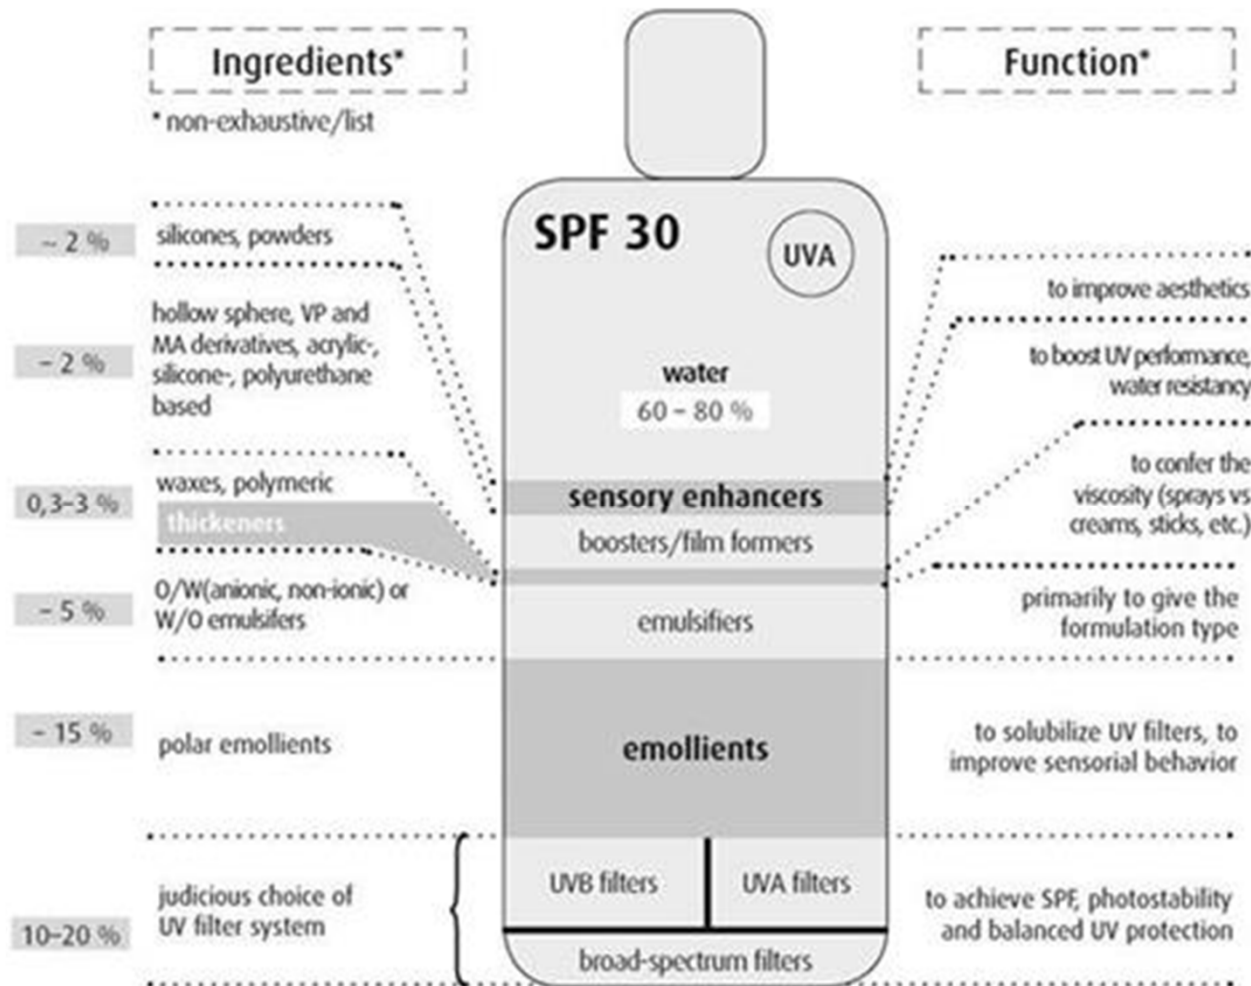 Ingredients*
* non-exhaustive/list
~ 2 %
silicones, powders
~ 2 %
hollow sphere, VP and
MA derivatives, acrylic-,
silicone-, polyurethane
based
0,3–3 %
waxes, polymeric
thickeners
~ 5 %
O/W(anionic, non-ionic) or
W/O emulsifers
~ 15 %
polar emollients
10–20 %
judicious choice of
UV filter system
SPF 30
UVA
water
60 – 80 %
sensory enhancers
boosters/film formers
emulsifiers
emollients
UVB filters
UVA filters
broad-spectrum filters
Function*
to improve aesthetics
to boost UV performance,
water resistancy
to confer the
viscosity (sprays vs
creams, sticks, etc.)
primarily to give the
formulation type
to solubilize UV filters, to
improve sensorial behavior
to achieve SPF, photostability
and balanced UV protection